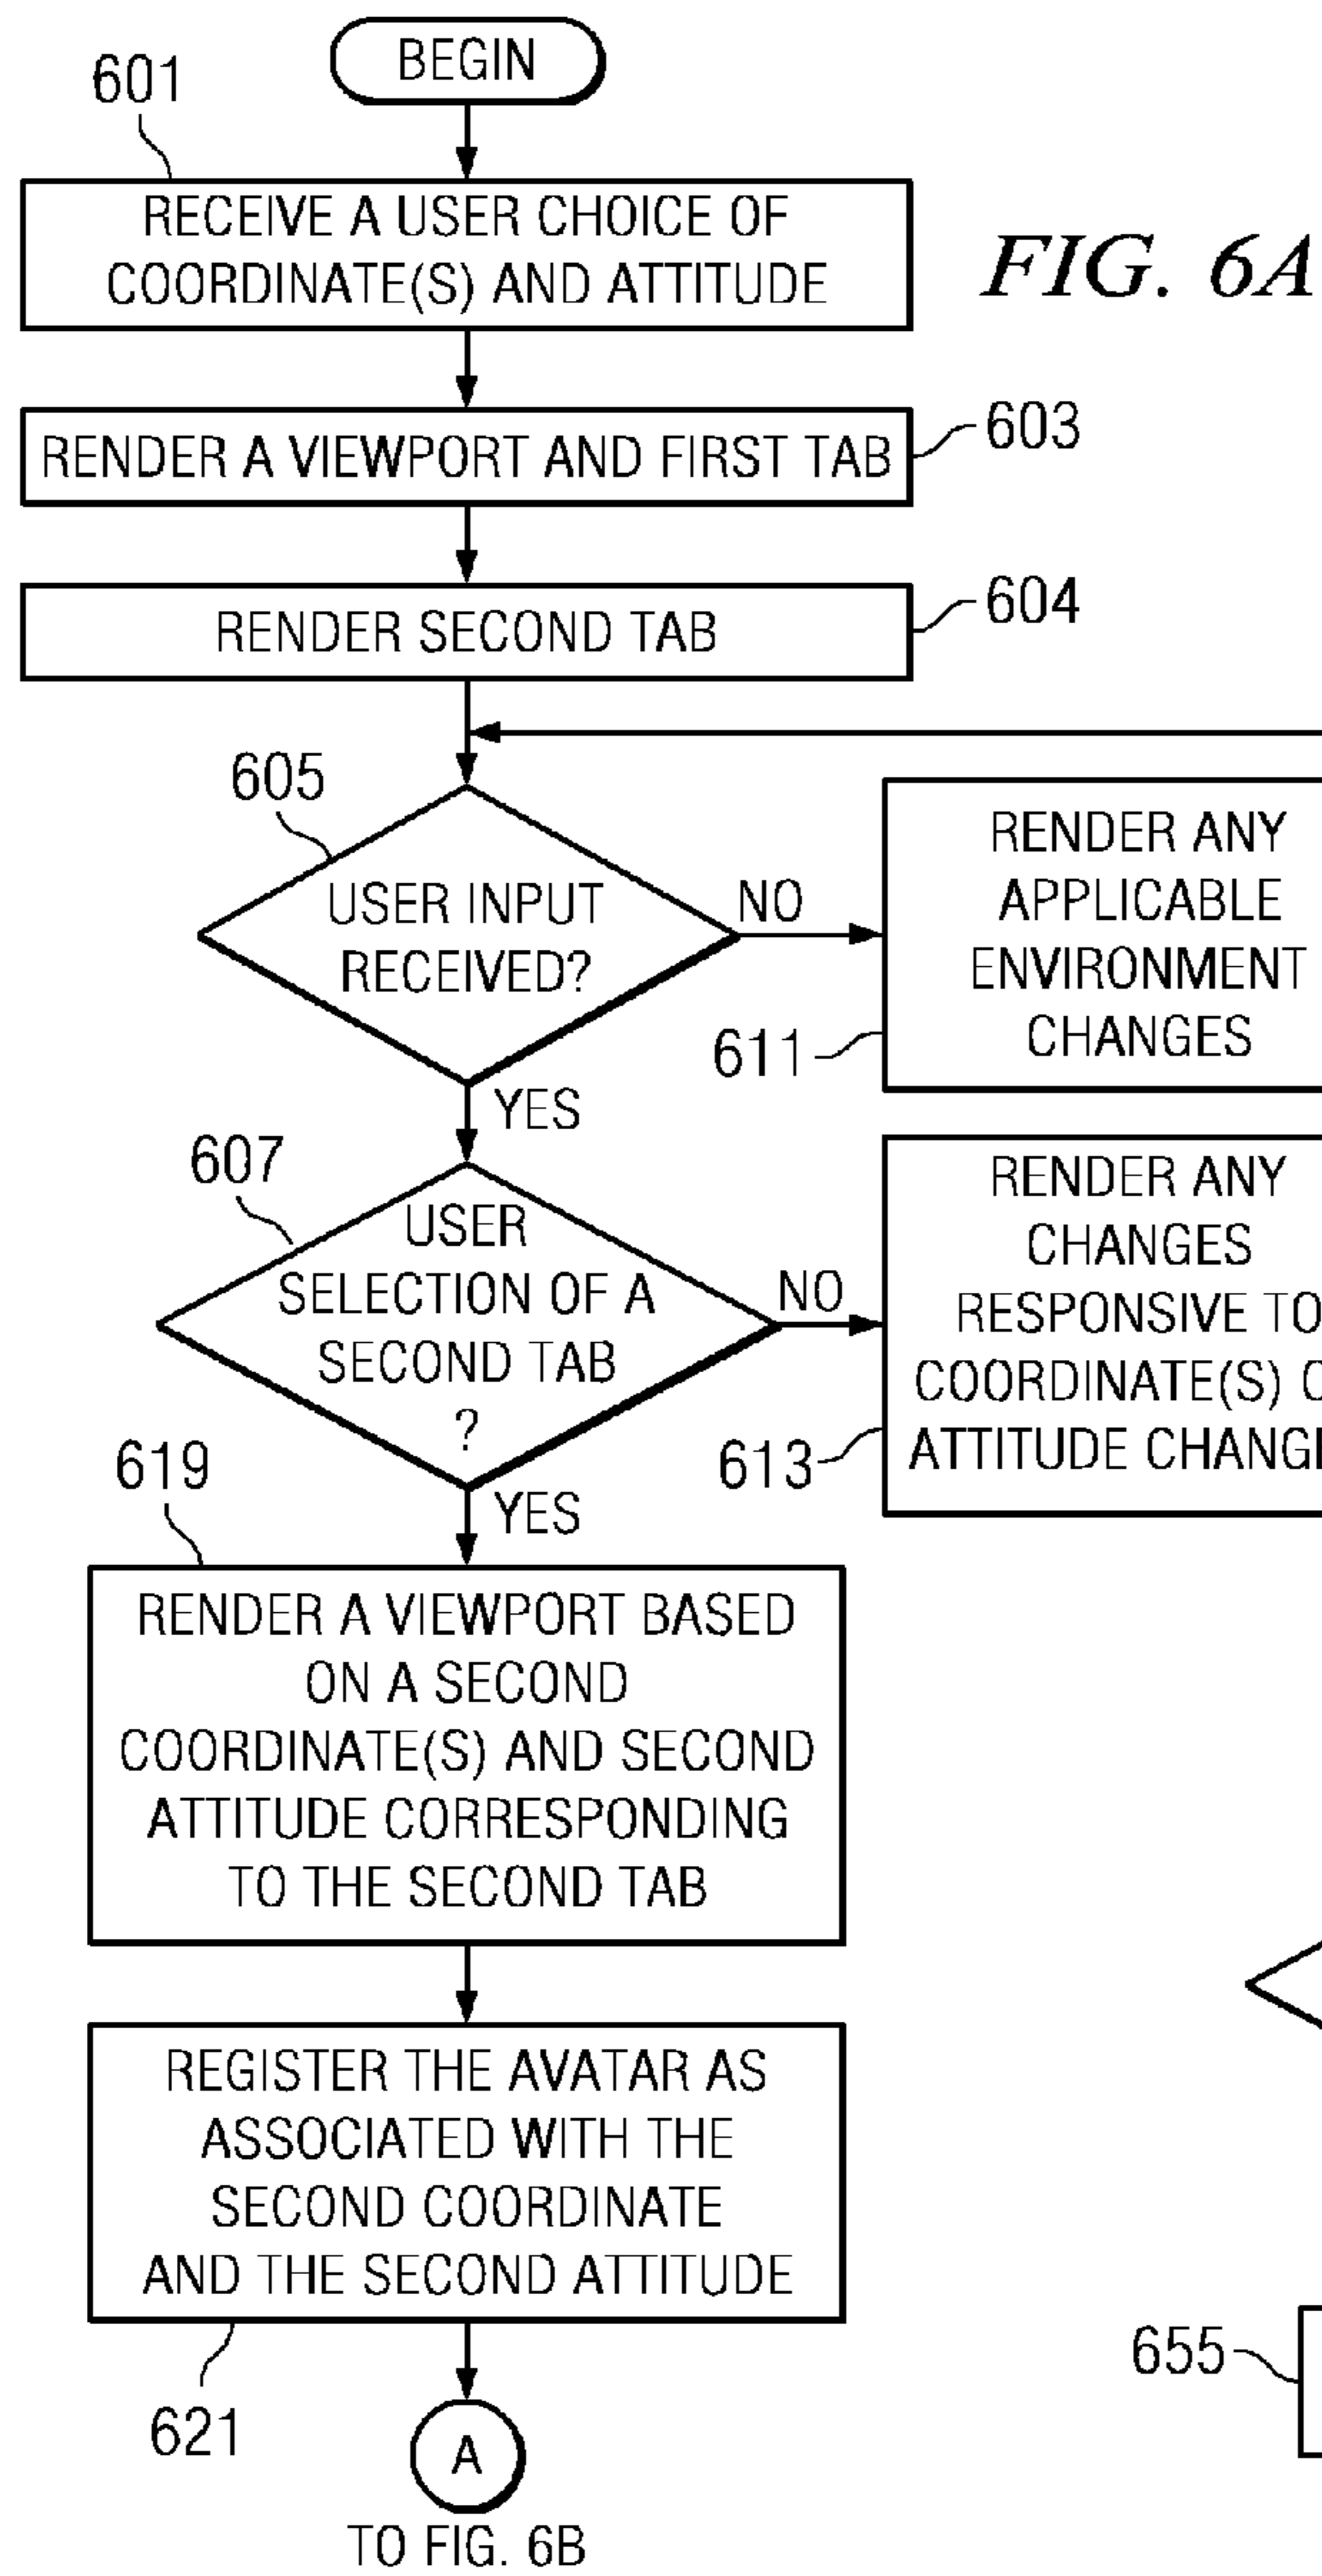 BEGIN
601
RECEIVE A USER CHOICE OF
COORDINATE(S) AND ATTITUDE
FIG. 6A
RENDER A VIEWPORT AND FIRST TAB
603
RENDER SECOND TAB
604
605
USER INPUT
RECEIVED?
NO
YES
RENDER ANY
APPLICABLE
ENVIRONMENT
CHANGES
611
607
USER
SELECTION OF A
SECOND TAB
?
NO
YES
RENDER ANY
CHANGES
RESPONSIVE TO
COORDINATE(S)
ATTITUDE
613
619
RENDER A VIEWPORT BASED
ON A SECOND
COORDINATE(S) AND SECOND
ATTITUDE CORRESPONDING
TO THE SECOND TAB
REGISTER THE AVATAR AS
ASSOCIATED WITH THE
SECOND COORDINATE
AND THE SECOND ATTITUDE
621
655
A
TO FIG. 6B